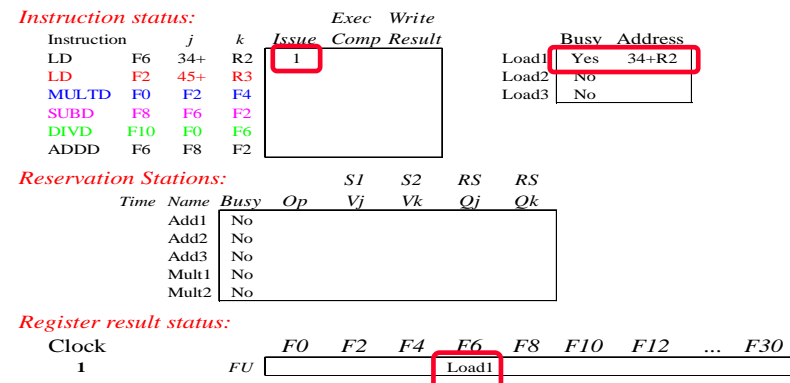 Instruction status: Exec Write
Instruction j k Issue Comp Result Busy Address
LD F6 34+ R2 1 Load1 Yes 34+R2
LD F2 45+ R3 Load2 No
MULTD F0 F2 F4 Load3 No
SUBD F8 F6 F2
DIVD F10 F0 F6
ADDD F6 F8 F2
Reservation Stations: S1 S2 RS RS
Time Name Busy Op Vj Vk Qj Qk
Add1 No
Add2 No
Add3 No
Mult1 No
Mult2 No
Register result status:
Clock F0 F2 F4 F6 F8 F10 F12 ... F30
1 FU Load1